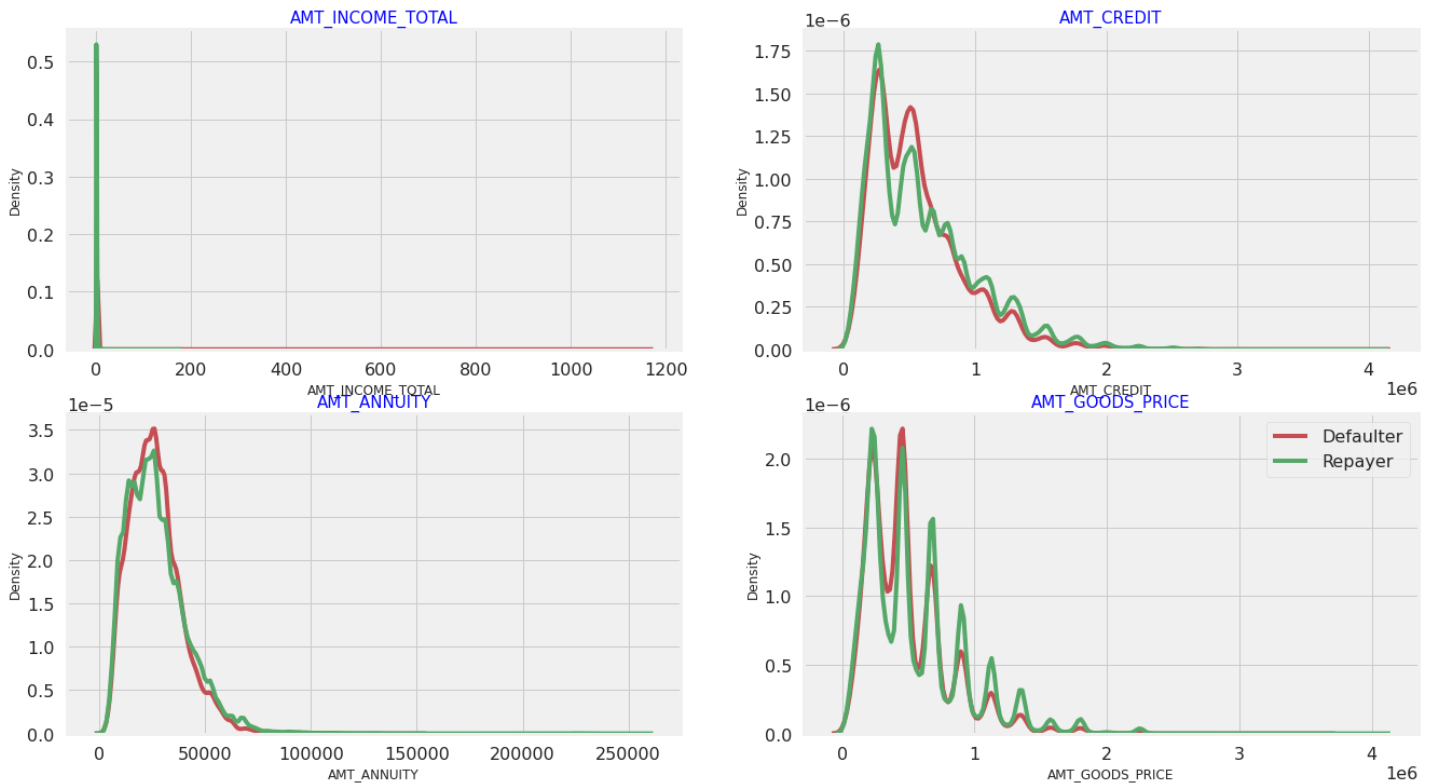 AMT_INCOME_TOTAL
0.5
0.4
0.3
0.2
0.1
0.0
Density
0 200 400 600 800 1000 1200
AMT_INCOME_TOTAL
AMT_CREDIT
1e−6
1.75
1.50
1.25
1.00
0.75
0.50
0.25
0.00
Density
0 1 2 3 4
1e6
AMT_CREDIT
AMT_ANNUITY
1e−5
3.5
3.0
2.5
2.0
1.5
1.0
0.5
0.0
Density
0 50000 100000 150000 200000 250000
AMT_ANNUITY
AMT_GOODS_PRICE
1e−6
Defaulter
Repayer
2.0
1.5
1.0
0.5
0.0
Density
0 1 2 3 4
1e6
AMT_GOODS_PRICE